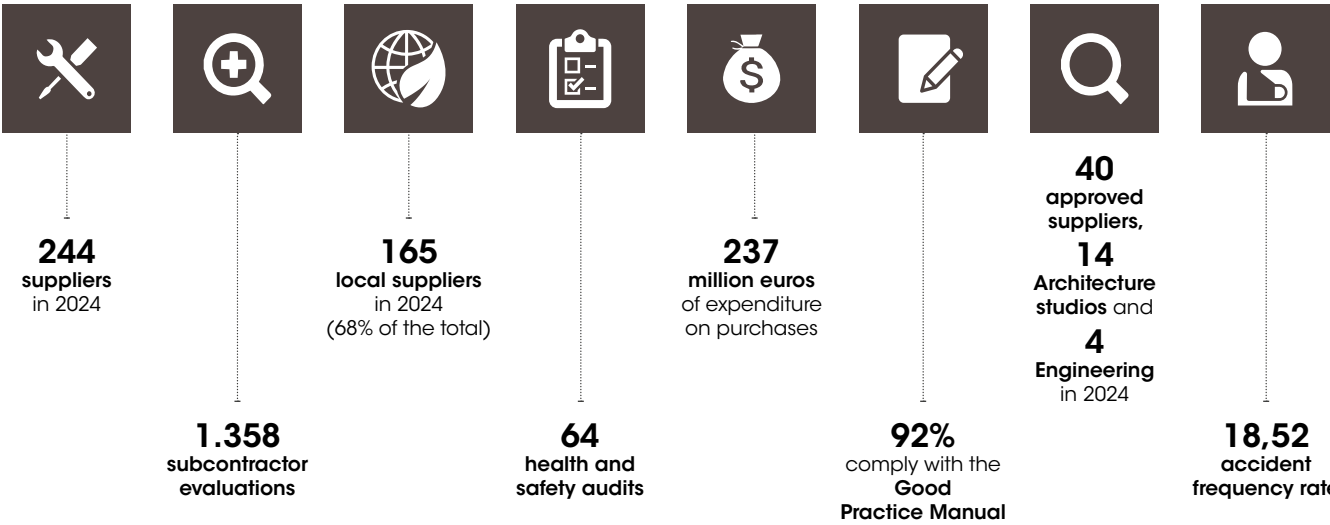 244
suppliers
in 2024
1.358
subcontractor
evaluations
165
local suppliers
in 2024
(68% of the total)
64
health and
safety audits
237
million euros
of expenditure
on purchases
92%
comply with the
Good
Practice Manual
40
approved
suppliers,
14
Architecture
studios and
4
Engineering
in 2024
18,52
accident
frequency rate